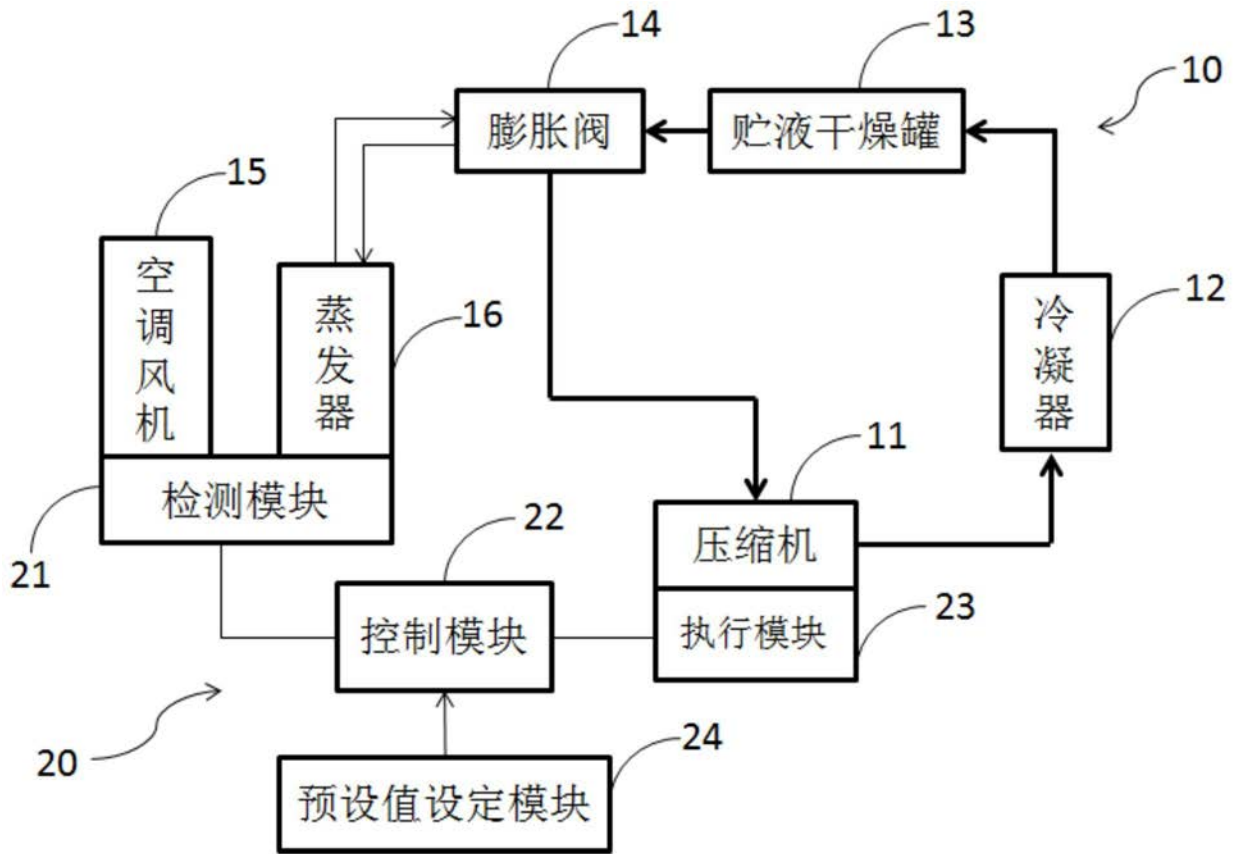 14
13
10
膨胀阀
贮液干燥罐
15
空调风机
蒸发器
16
冷凝器
12
11
检测模块
22
压缩机
21
控制模块
执行模块
23
20
24
预设值设定模块